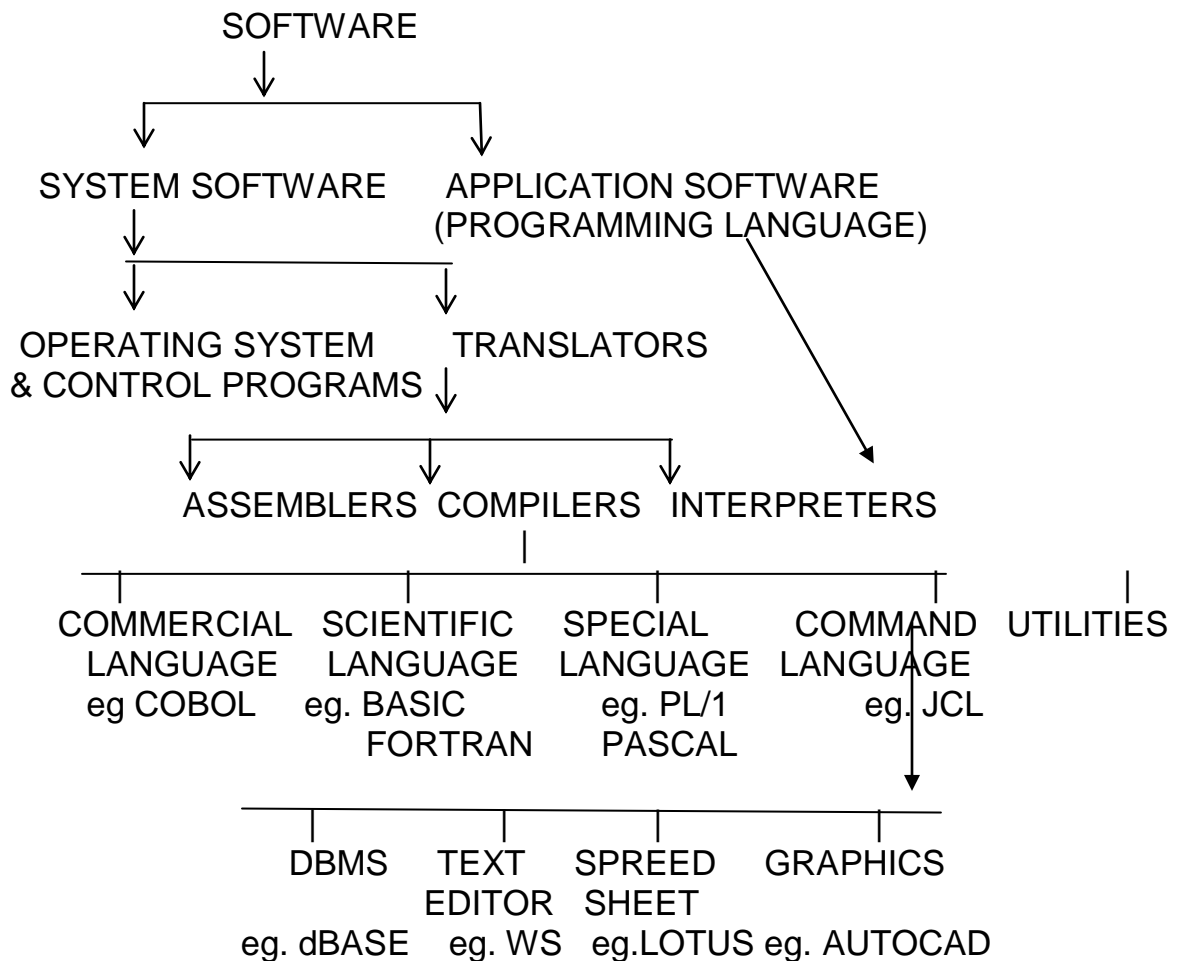 SOFTWARE
SYSTEM SOFTWARE APPLICATION SOFTWARE
(PROGRAMMING LANGUAGE)
OPERATING SYSTEM TRANSLATORS
& CONTROL PROGRAMS
ASSEMBLERS COMPILERS INTERPRETERS
COMMERCIAL SCIENTIFIC SPECIAL COMMAND UTILITIES
LANGUAGE LANGUAGE LANGUAGE LANGUAGE
eg COBOL eg. BASIC eg. PL/1 eg. JCL
FORTRAN PASCAL
DBMS TEXT SPREED GRAPHICS
EDITOR SHEET
eg. dBASE eg. WS eg.LOTUS eg. AUTOCAD